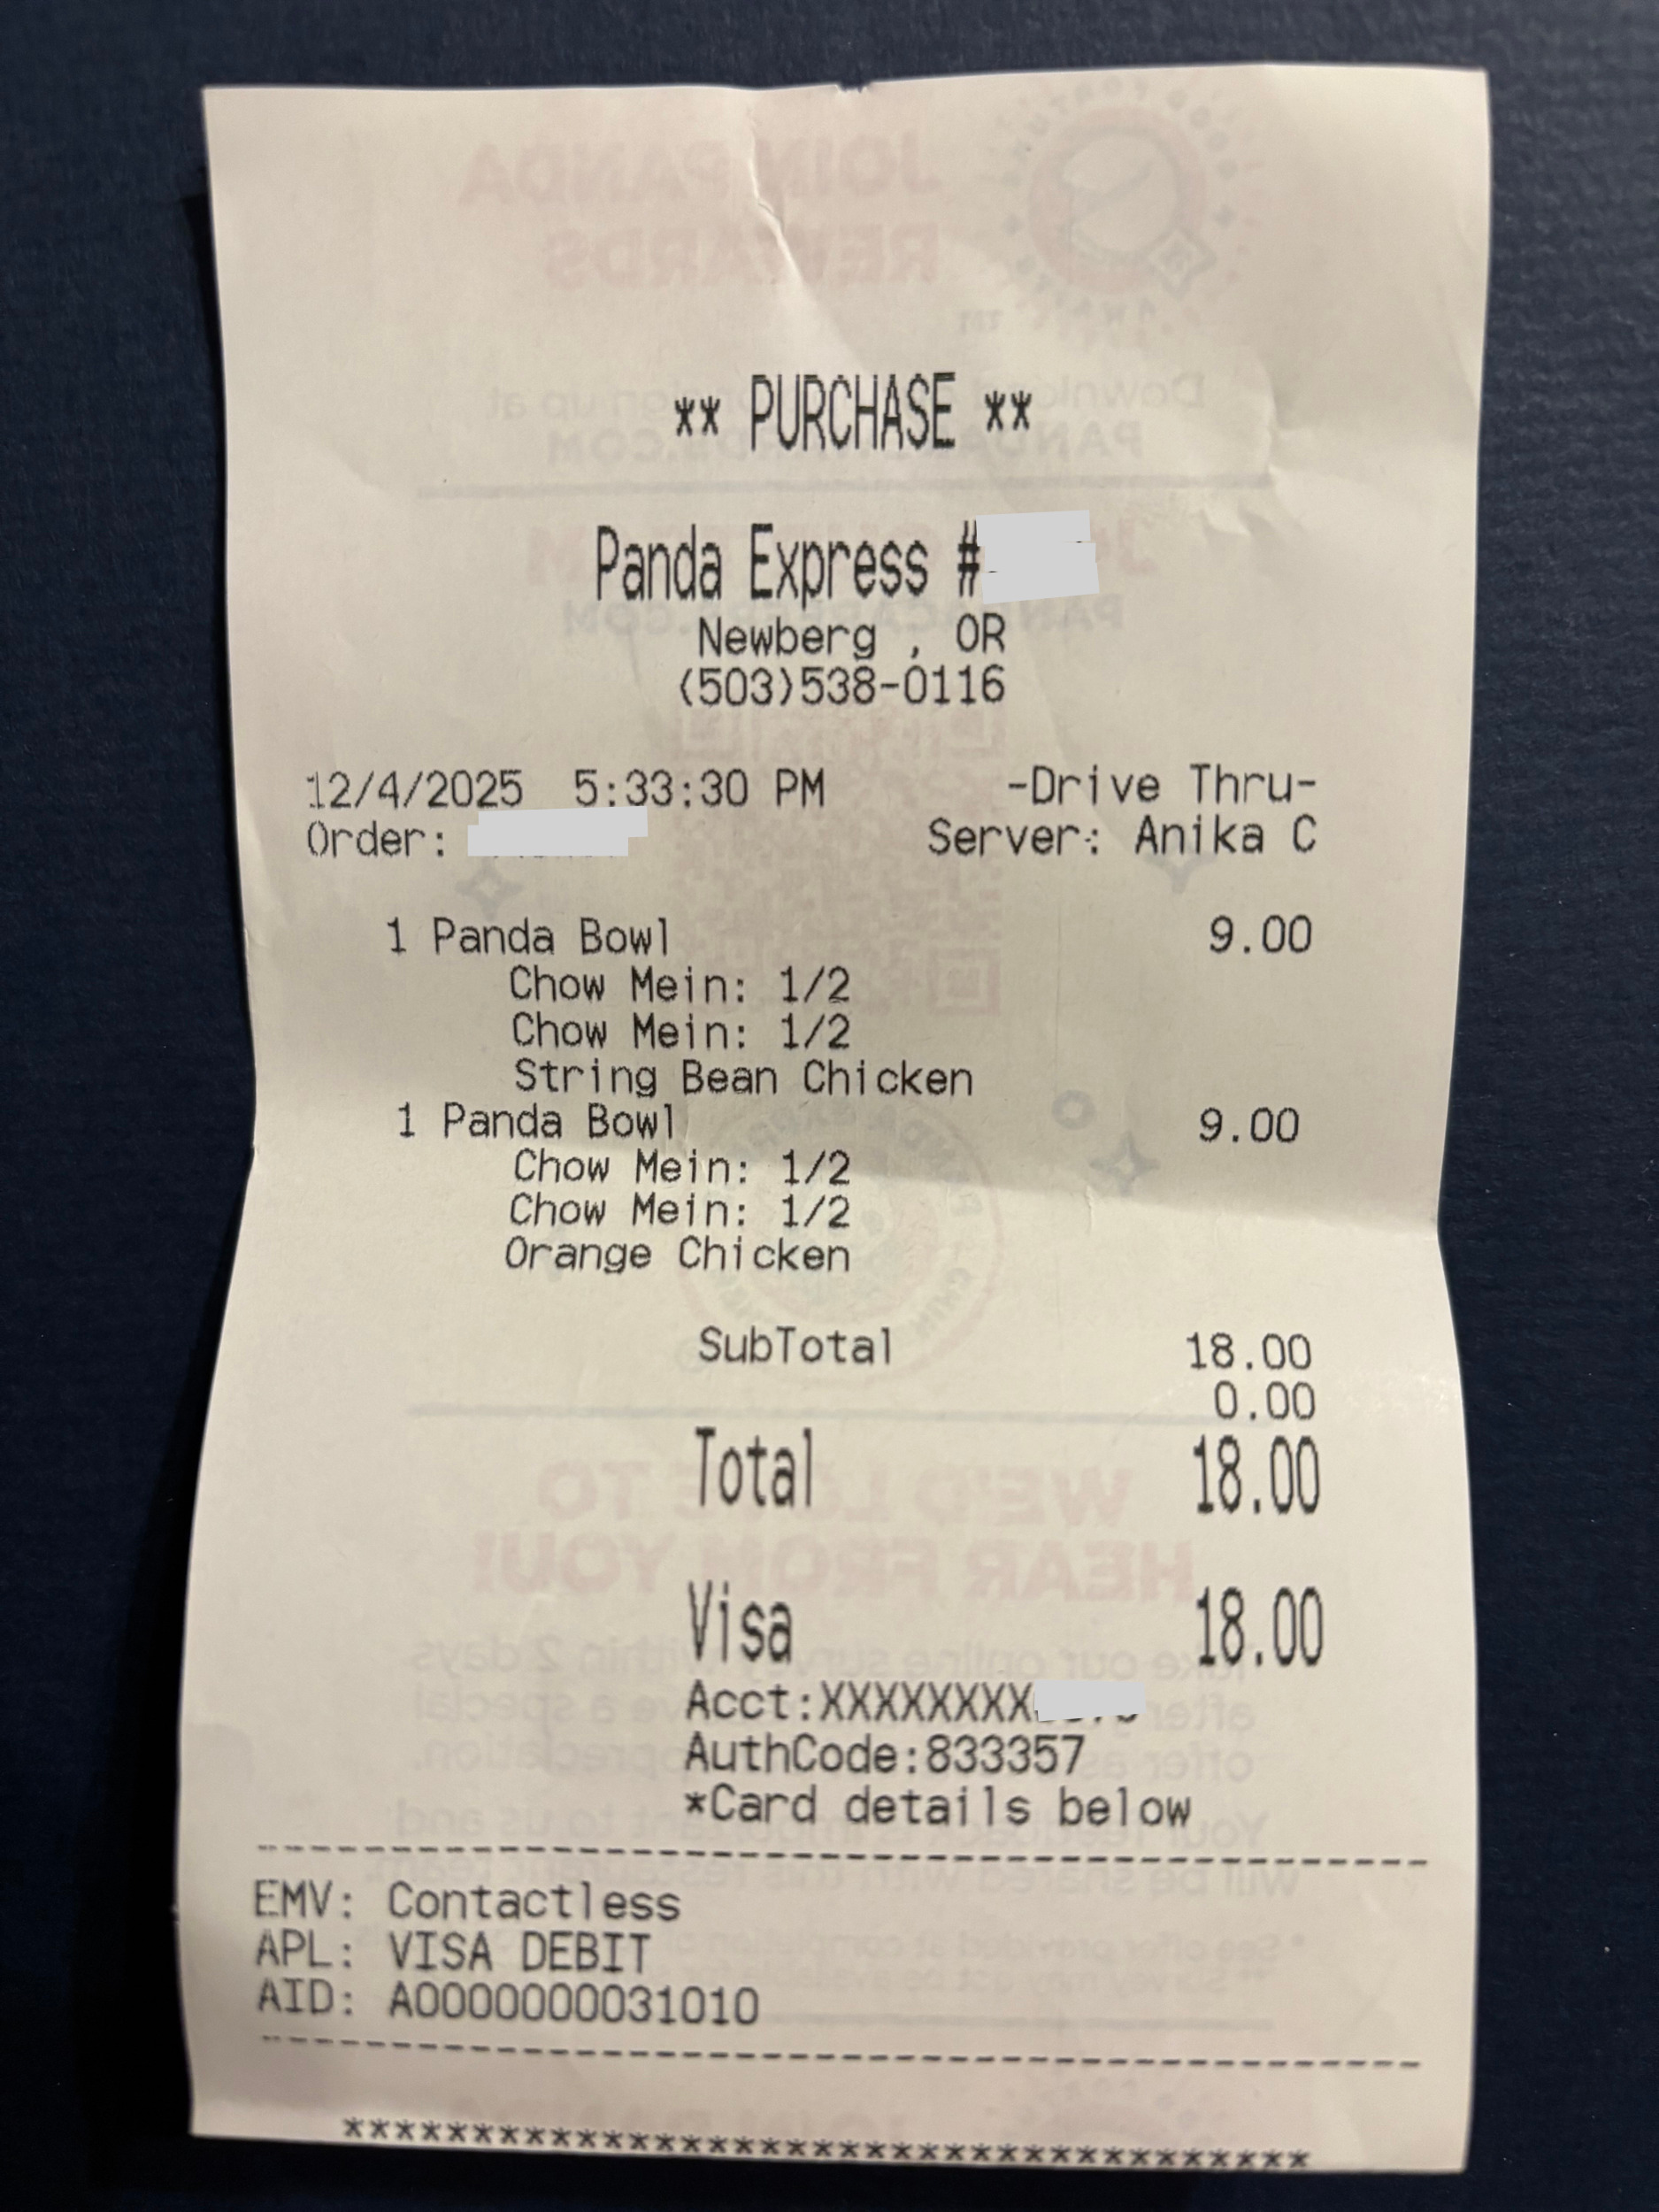 ** PURCHASE **
Panda Express #
Newberg , OR
(503)538-0116
12/4/2025 5:33:30 PM -Drive Thru-
Order: Server: Anika C
1 Panda Bowl 9.00
Chow Mein: 1/2
Chow Mein: 1/2
String Bean Chicken
1 Panda Bowl 9.00
Chow Mein: 1/2
Chow Mein: 1/2
Orange Chicken
SubTotal 18.00
0.00
Total 18.00
Visa 18.00
Acct:XXXXXXXX
AuthCode:833357
*Card details below
EMV: Contactless
APL: VISA DEBIT
AID: A0000000031010
*************************************